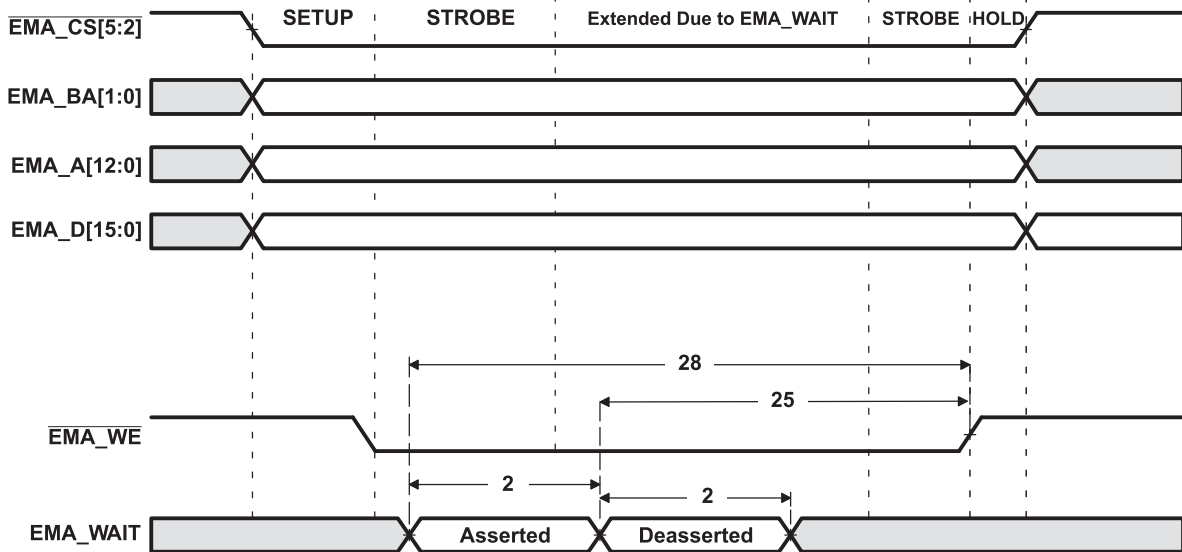 SETUP STROBE Extended Due to EMA_WAIT STROBE HOLD
EMA_CS[5:2]
EMA_BA[1:0]
EMA_A[12:0]
EMA_D[15:0]
28
25
EMA_WE
2
2
EMA_WAIT Asserted Deasserted